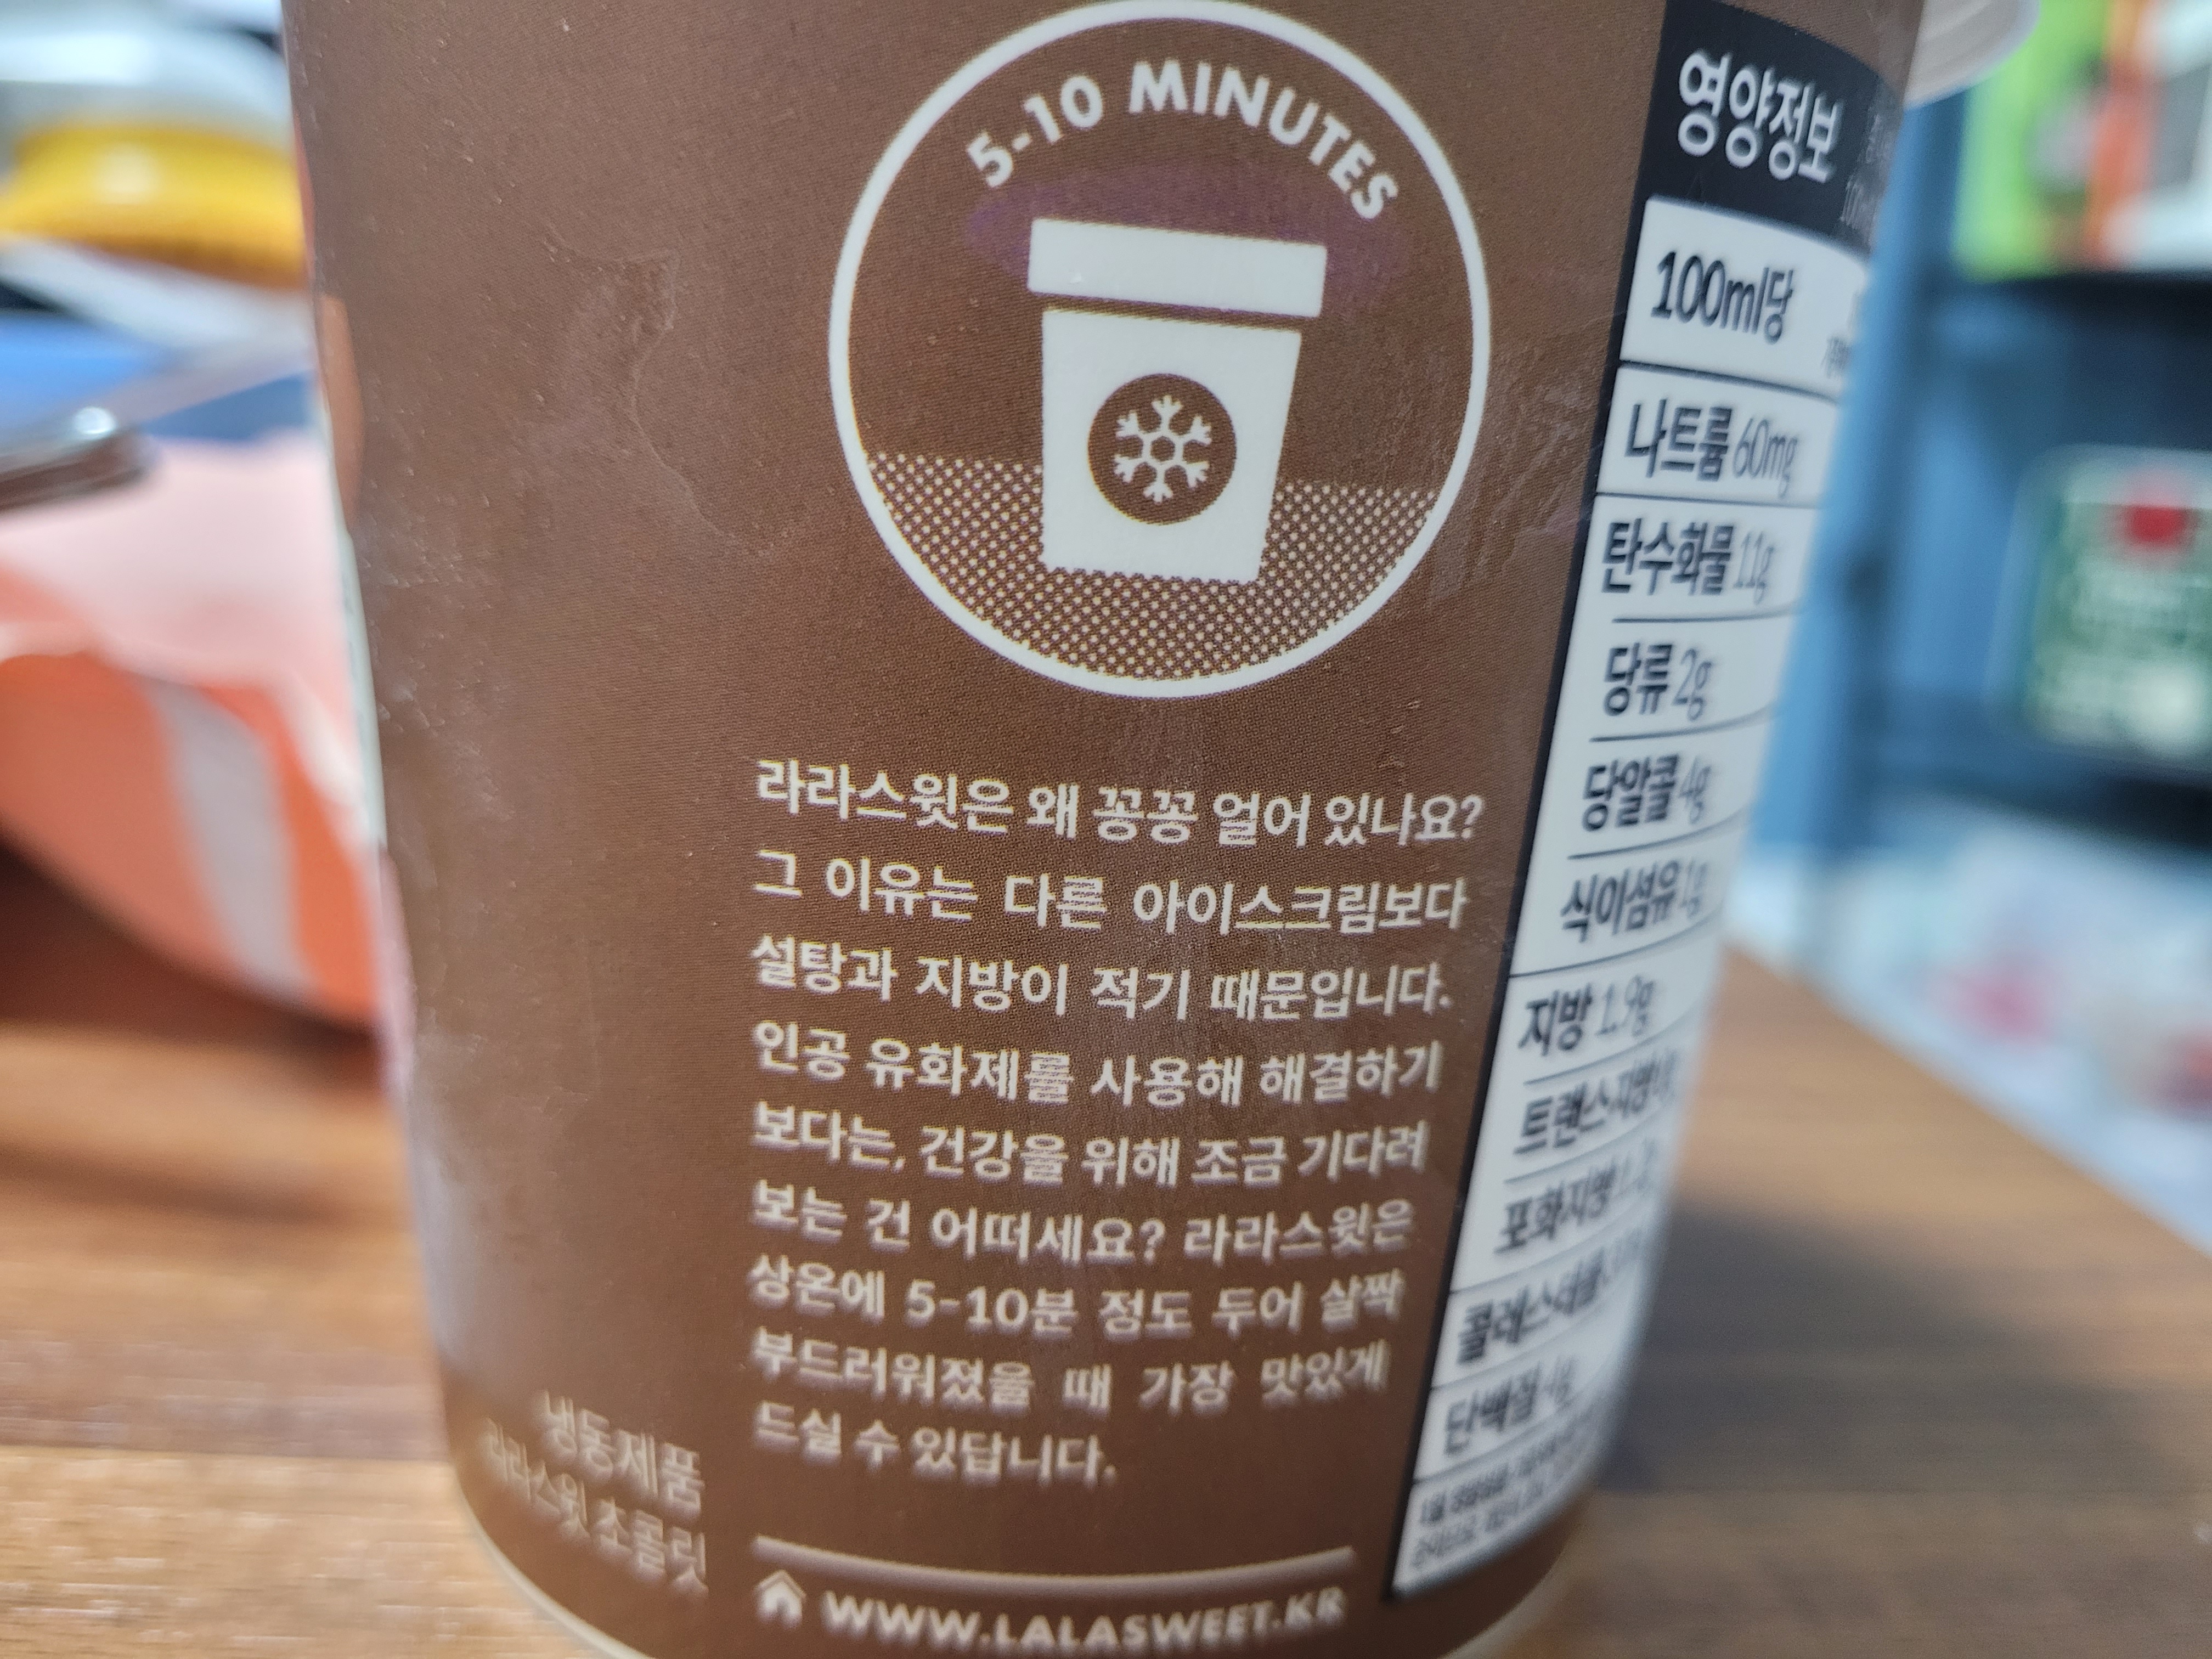 5-10 MINUTES
라라스윗은 왜 꽁꽁 얼어 있나요?
그 이유는 다른 아이스크림보다
설탕과 지방이 적기 때문입니다.
인공 유화제를 사용해 해결하기
보다는, 건강을 위해 조금 기다려
보는 건 어떠세요? 라라스윗은
상온에 5-10분 정도 두어 살짝
부드러워졌을 때 가장 맛있게
드실 수 있답니다.
WWW.LALASWEET.KR
냉동제품
라라스윗 초콜릿
영양정보
100ml당
나트륨 60mg
탄수화물 11g
당류 2g
당알콜 4g
식이섬유 1g
지방 1.9g
트랜스지방
포화지방
콜레스테롤
단백질 4g